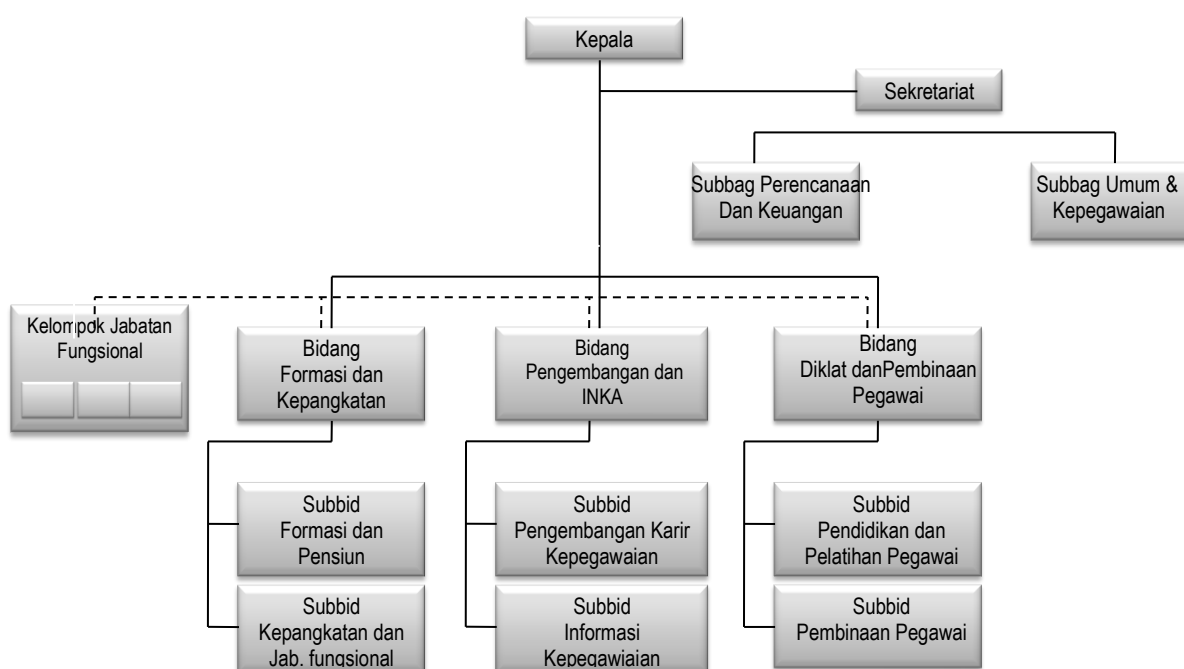 Kepala
Sekretariat
Subbag Perencanaan
Dan Keuangan
Subbag Umum &
Kepegawaian
Kelompok Jabatan
Fungsional
Bidang
Formasi dan
Kepangkatan
Bidang
Pengembangan dan
INKA
Bidang
Diklat danPembinaan
Pegawai
Subbid
Formasi dan
Pensiun
Subbid
Pengembangan Karir
Kepegawaian
Subbid
Pendidikan dan
Pelatihan Pegawai
Subbid
Kepangkatan dan
Jab. fungsional
Subbid
Informasi
Kepegawiaian
Subbid
Pembinaan Pegawai